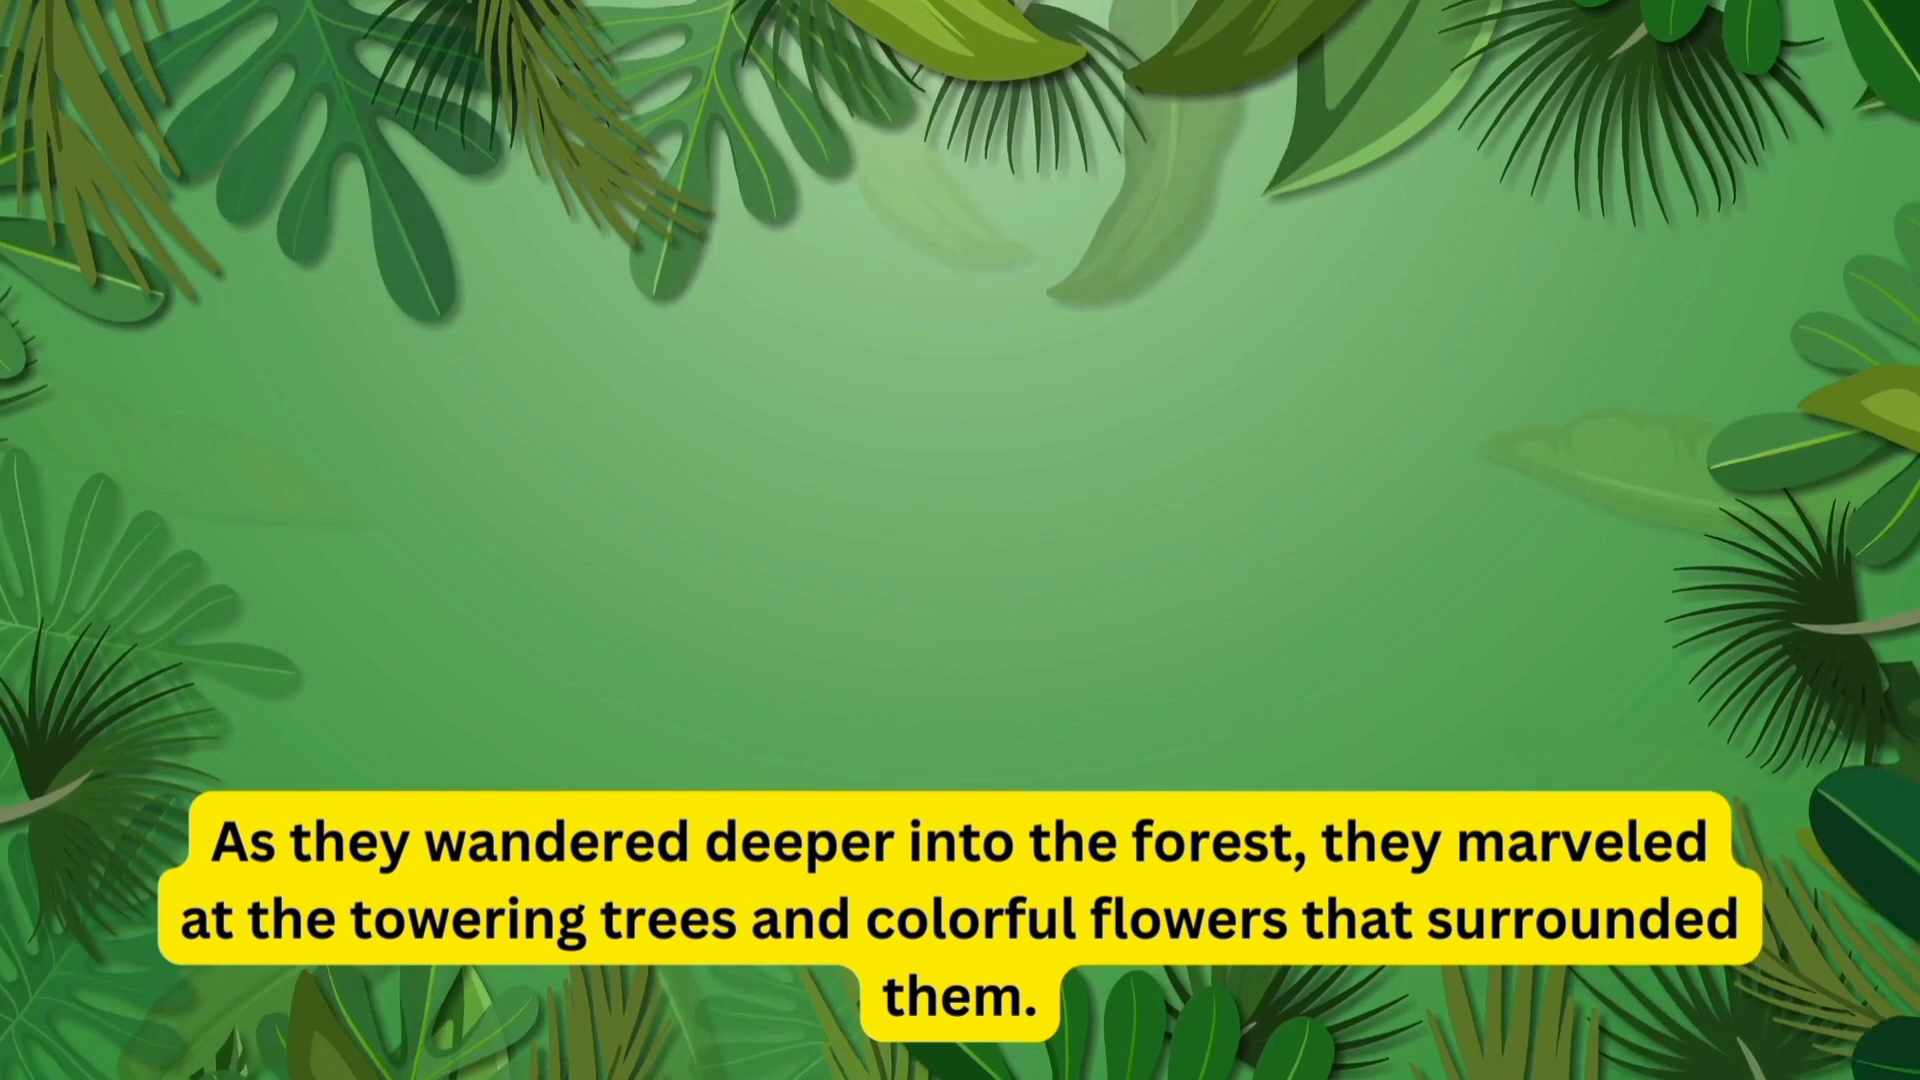 As they wandered deeper into the forest, they marveled
at the towering trees and colorful flowers that surrounded
them.